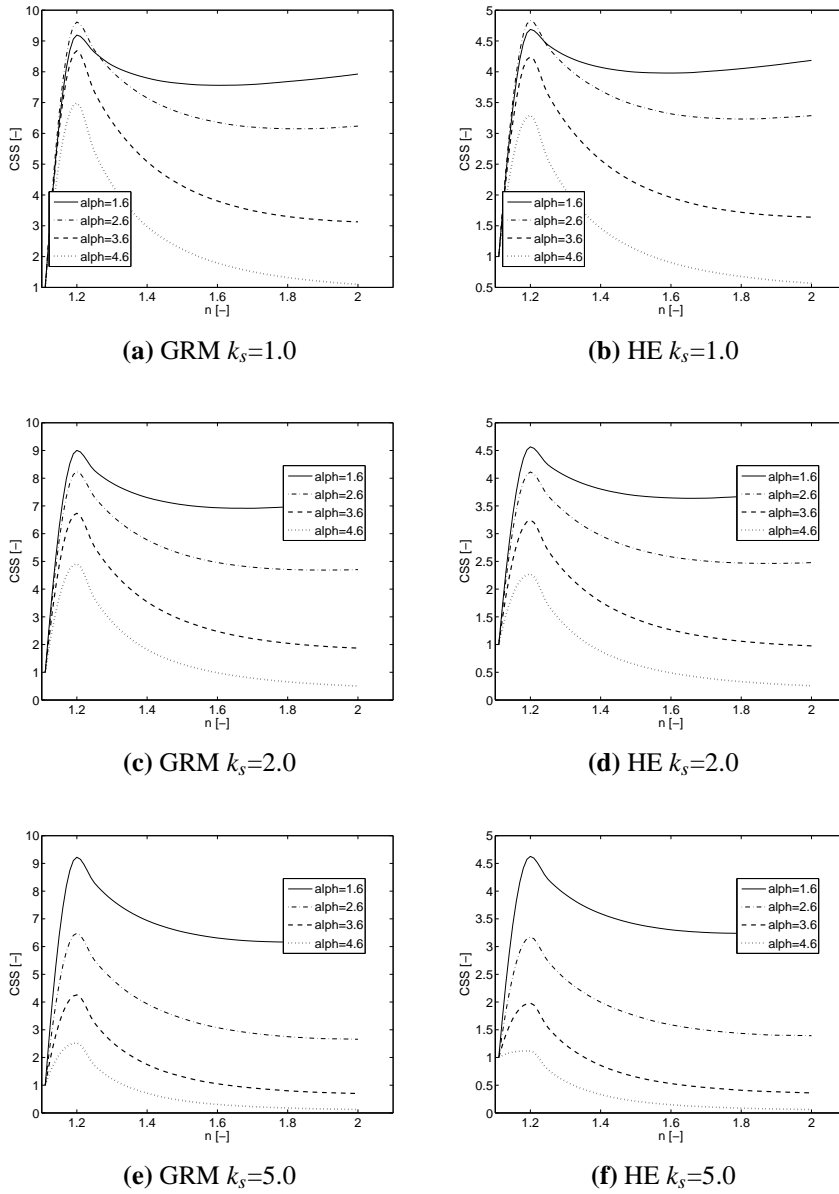 10
9
8
7
6
5
4
3
2
1
CSS [–]
alph=1.6
alph=2.6
alph=3.6
alph=4.6
1.2 1.4 1.6 1.8 2
n [–]
(a) GRM ks=1.0
5
4.5
4
3.5
3
2.5
2
1.5
1
0.5
CSS [–]
alph=1.6
alph=2.6
alph=3.6
alph=4.6
1.2 1.4 1.6 1.8 2
n [–]
(b) HE ks=1.0
10
9
8
7
6
5
4
3
2
1
0
CSS [–]
alph=1.6
alph=2.6
alph=3.6
alph=4.6
1.2 1.4 1.6 1.8 2
n [–]
(c) GRM ks=2.0
5
4.5
4
3.5
3
2.5
2
1.5
1
0.5
0
CSS [–]
alph=1.6
alph=2.6
alph=3.6
alph=4.6
1.2 1.4 1.6 1.8 2
n [–]
(d) HE ks=2.0
10
9
8
7
6
5
4
3
2
1
0
CSS [–]
alph=1.6
alph=2.6
alph=3.6
alph=4.6
1.2 1.4 1.6 1.8 2
n [–]
(e) GRM ks=5.0
5
4.5
4
3.5
3
2.5
2
1.5
1
0.5
0
CSS [–]
alph=1.6
alph=2.6
alph=3.6
alph=4.6
1.2 1.4 1.6 1.8 2
n [–]
(f) HE ks=5.0